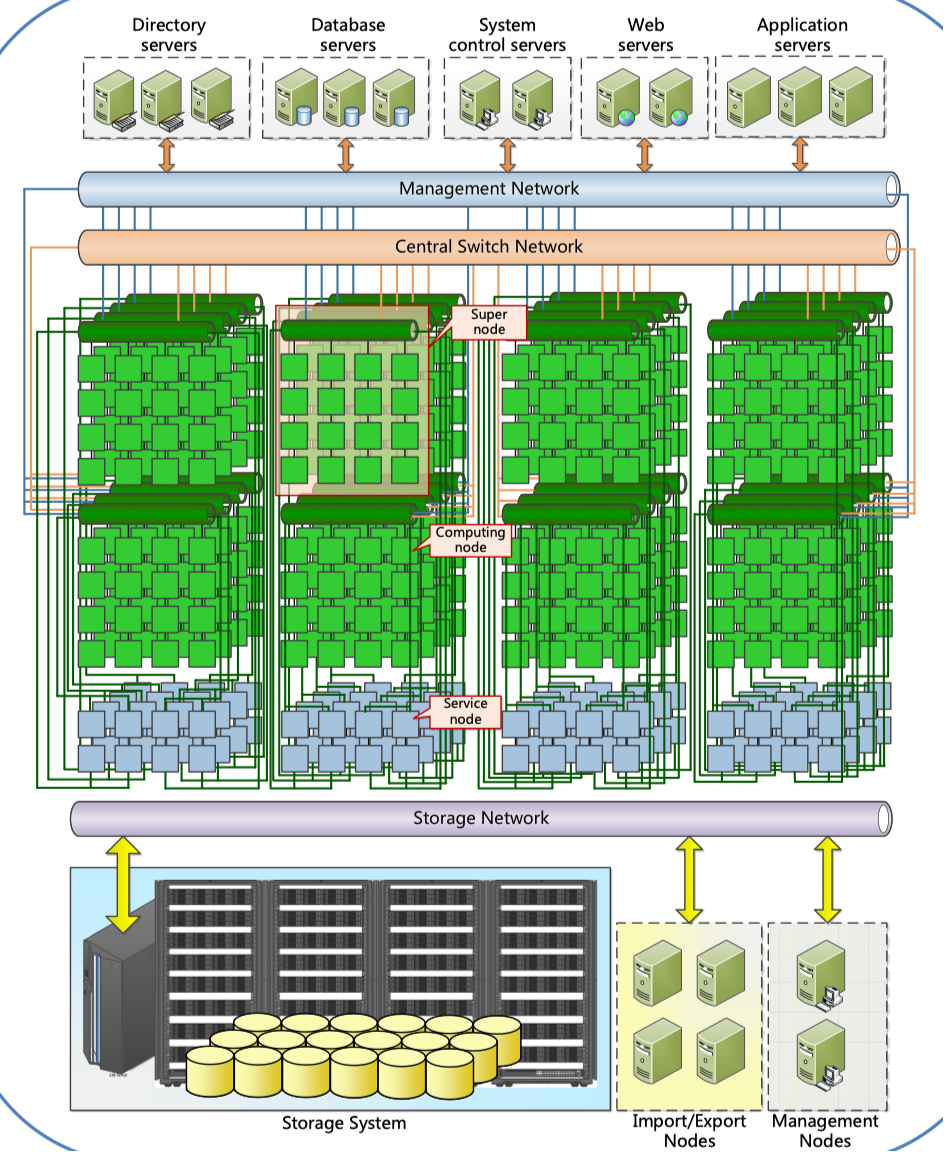 Directory
servers
Database
servers
System
control servers
Web
servers
Application
servers
Management Network
Central Switch Network
Super
node
Computing
node
Service
node
Storage Network
Storage System
Import/Export
Nodes
Management
Nodes